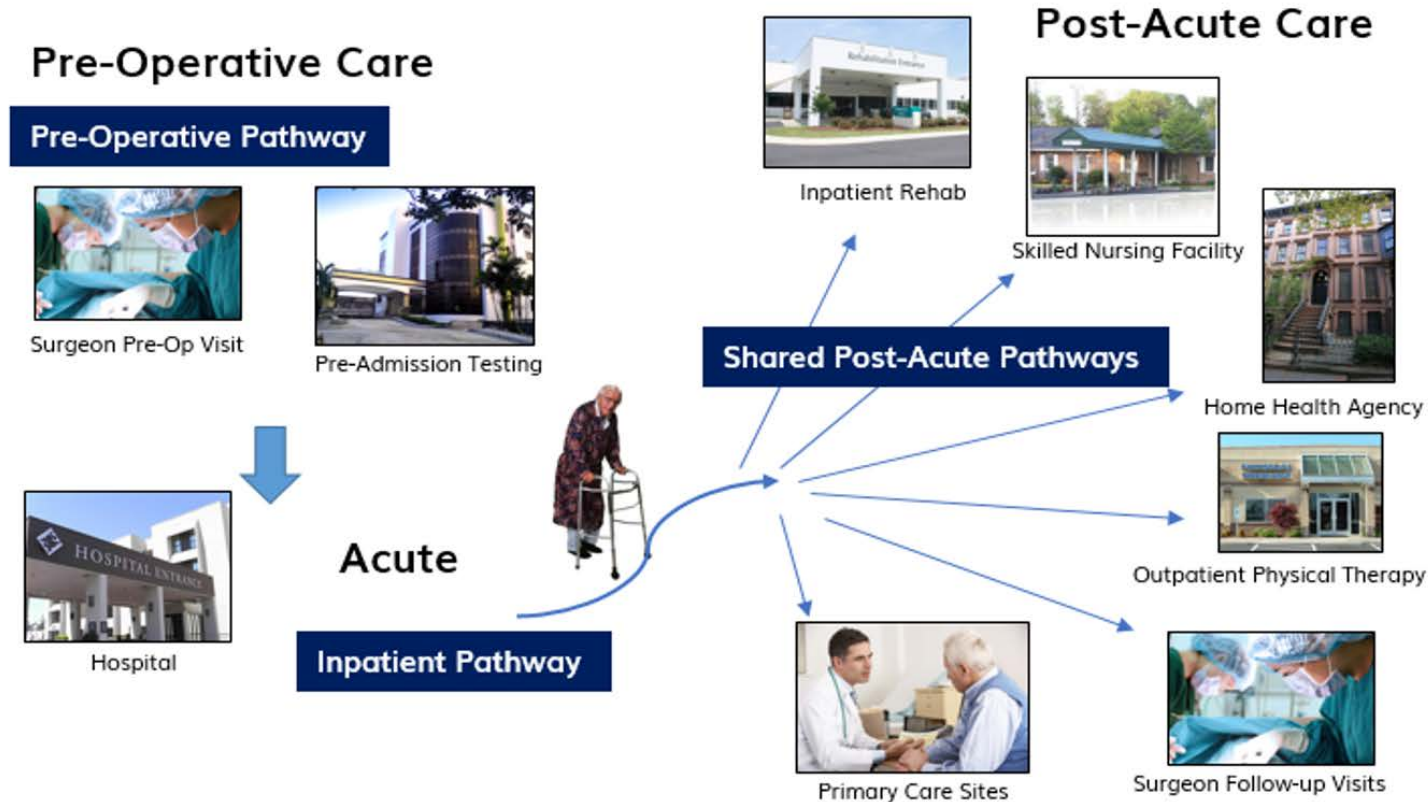 Pre-Operative Care
Pre-Operative Pathway
Surgeon Pre-Op Visit
Pre-Admission Testing
HOSPITAL ENTRANCE
Hospital
Acute
Inpatient Pathway
Post-Acute Care
Rehabilitation Entrance
Inpatient Rehab
Skilled Nursing Facility
Shared Post-Acute Pathways
Home Health Agency
Outpatient Physical Therapy
Primary Care Sites
Surgeon Follow-up Visits